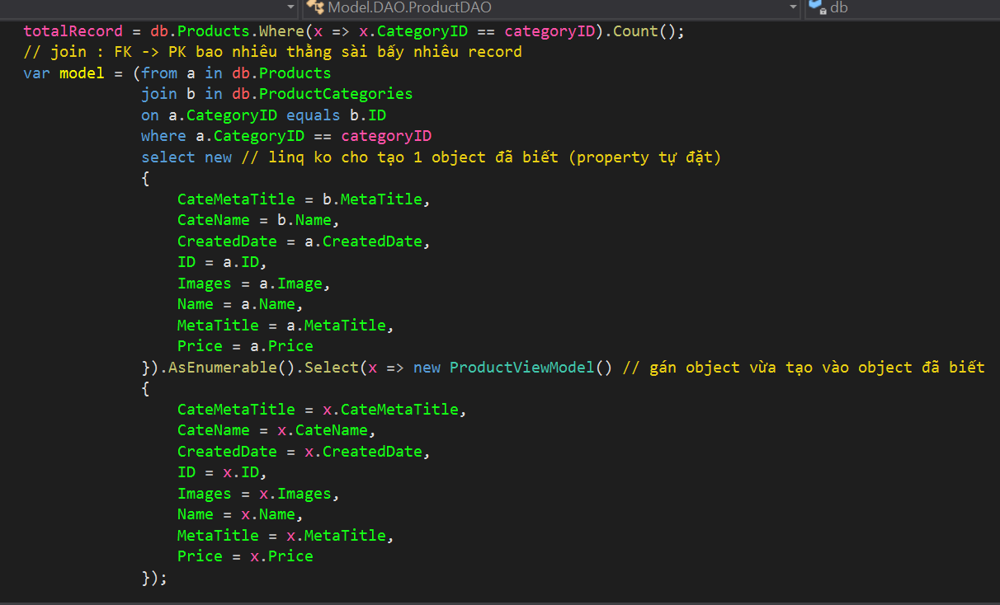 Model.DAO.ProductDAO
db
totalRecord = db.Products.Where(x => x.CategoryID == categoryID).Count();
// join : FK -> PK bao nhiêu thằng sài bấy nhiêu record
var model = (from a in db.Products
join b in db.ProductCategories
on a.CategoryID equals b.ID
where a.CategoryID == categoryID
select new // linq ko cho tạo 1 object đã biết (property tự đặt)
{
CateMetaTitle = b.MetaTitle,
CateName = b.Name,
CreatedDate = a.CreatedDate,
ID = a.ID,
Images = a.Image,
Name = a.Name,
MetaTitle = a.MetaTitle,
Price = a.Price
}).AsEnumerable().Select(x => new ProductViewModel() // gán object vừa tạo vào object đã biết
{
CateMetaTitle = x.CateMetaTitle,
CateName = x.CateName,
CreatedDate = x.CreatedDate,
ID = x.ID,
Images = x.Images,
Name = x.Name,
MetaTitle = x.MetaTitle,
Price = x.Price
});